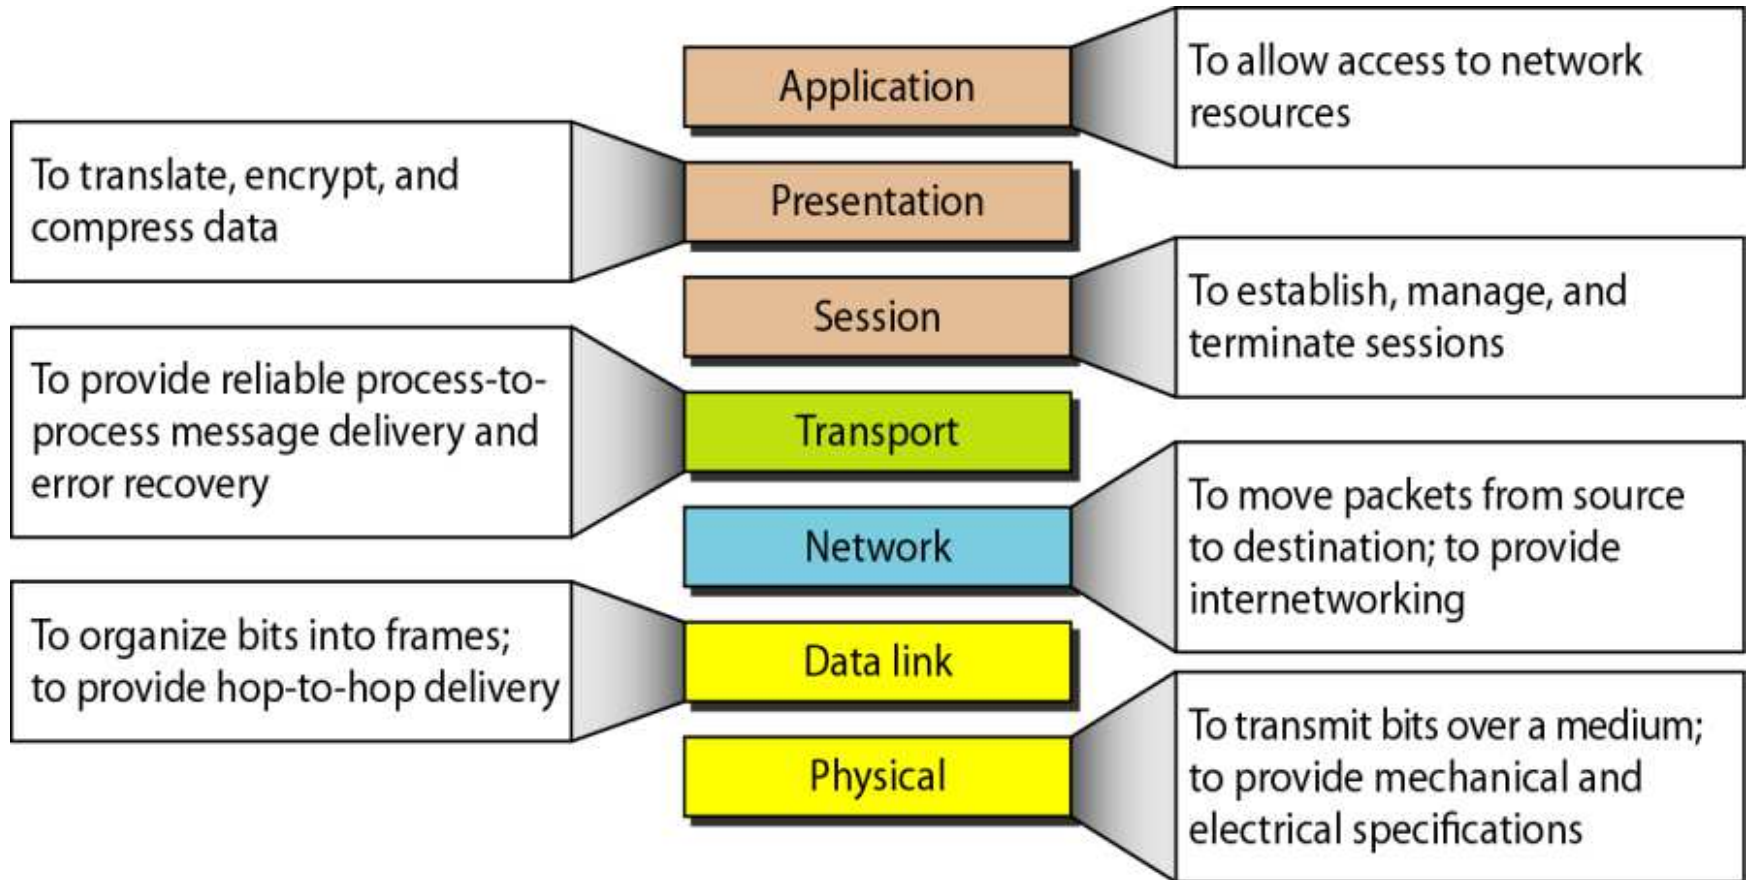 Application
To allow access to network
resources
To translate, encrypt, and
compress data
Presentation
Session
To establish, manage, and
terminate sessions
To provide reliable process-to-
process message delivery and
error recovery
Transport
Network
To move packets from source
to destination; to provide
internetworking
To organize bits into frames;
to provide hop-to-hop delivery
Data link
Physical
To transmit bits over a medium;
to provide mechanical and
electrical specifications